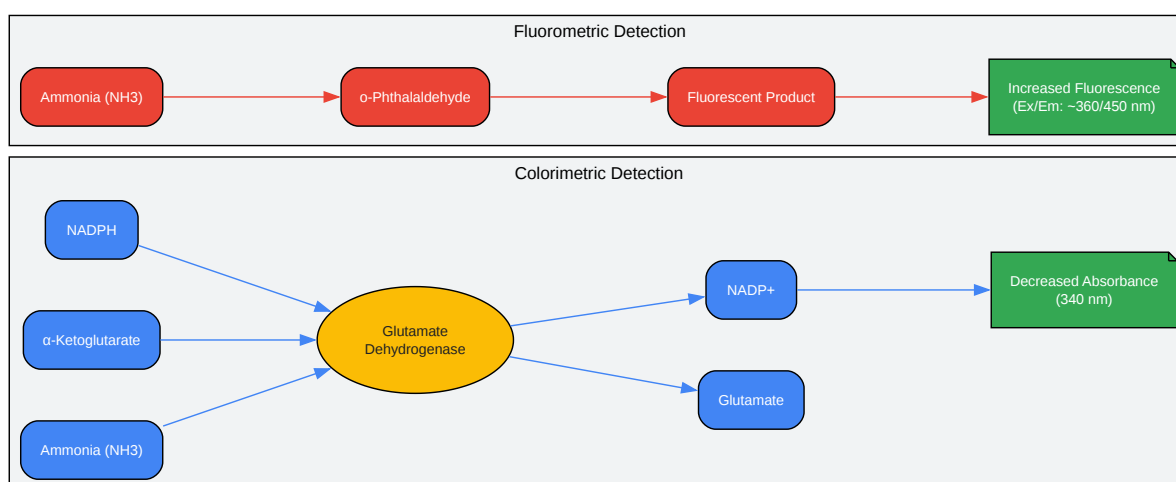 Fluorometric Detection
Ammonia (NH3)
o-Phthalaldehyde
Fluorescent Product
Increased Fluorescence
(Ex/Em: ~360/450 nm)
Colorimetric Detection
NADPH
α-Ketoglutarate
Ammonia (NH3)
Glutamate
Dehydrogenase
NADP+
Glutamate
Decreased Absorbance
(340 nm)